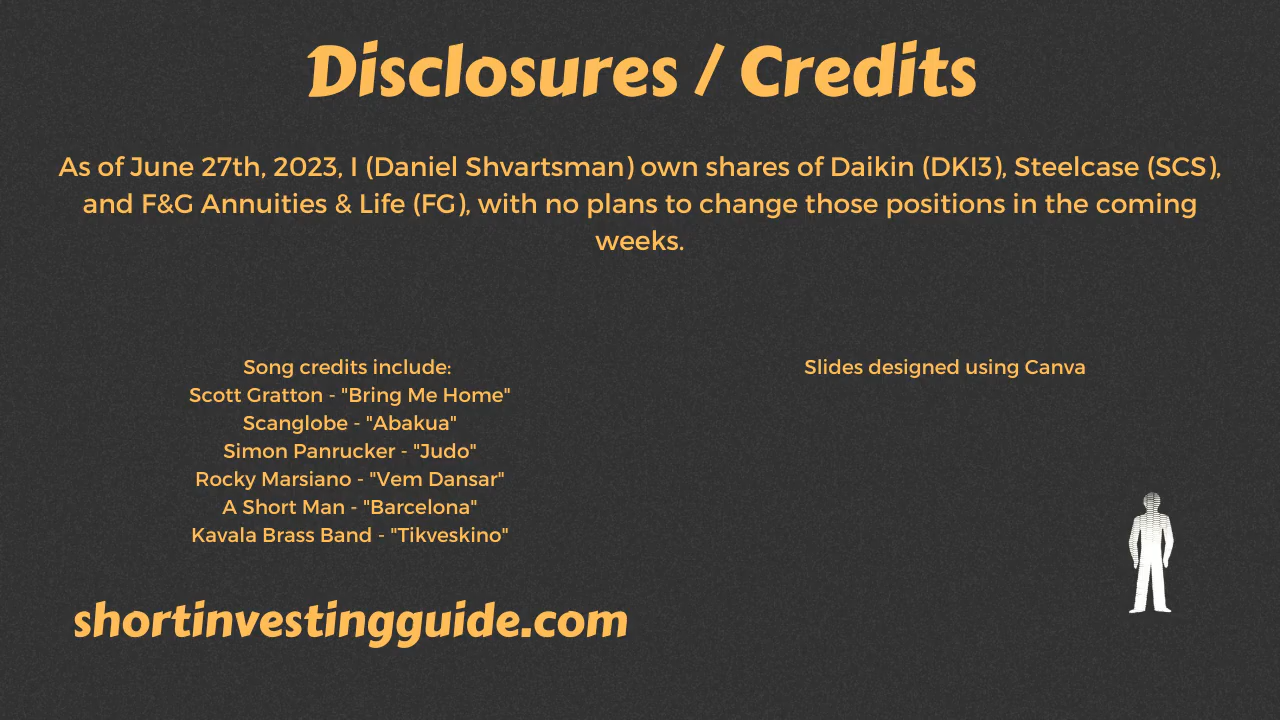 Disclosures / Credits
As of June 27th, 2023, I (Daniel Shvartsman) own shares of Daikin (DKI3), Steelcase (SCS),
and F&G Annuities & Life (FG), with no plans to change those positions in the coming
weeks.
Song credits include:
Scott Gratton - "Bring Me Home"
Scanglobe - "Abakua"
Simon Panrucker - "Judo"
Rocky Marsiano - "Vem Dansar"
A Short Man - "Barcelona"
Kavala Brass Band - "Tikveskino"
Slides designed using Canva
shortinvestingguide.com